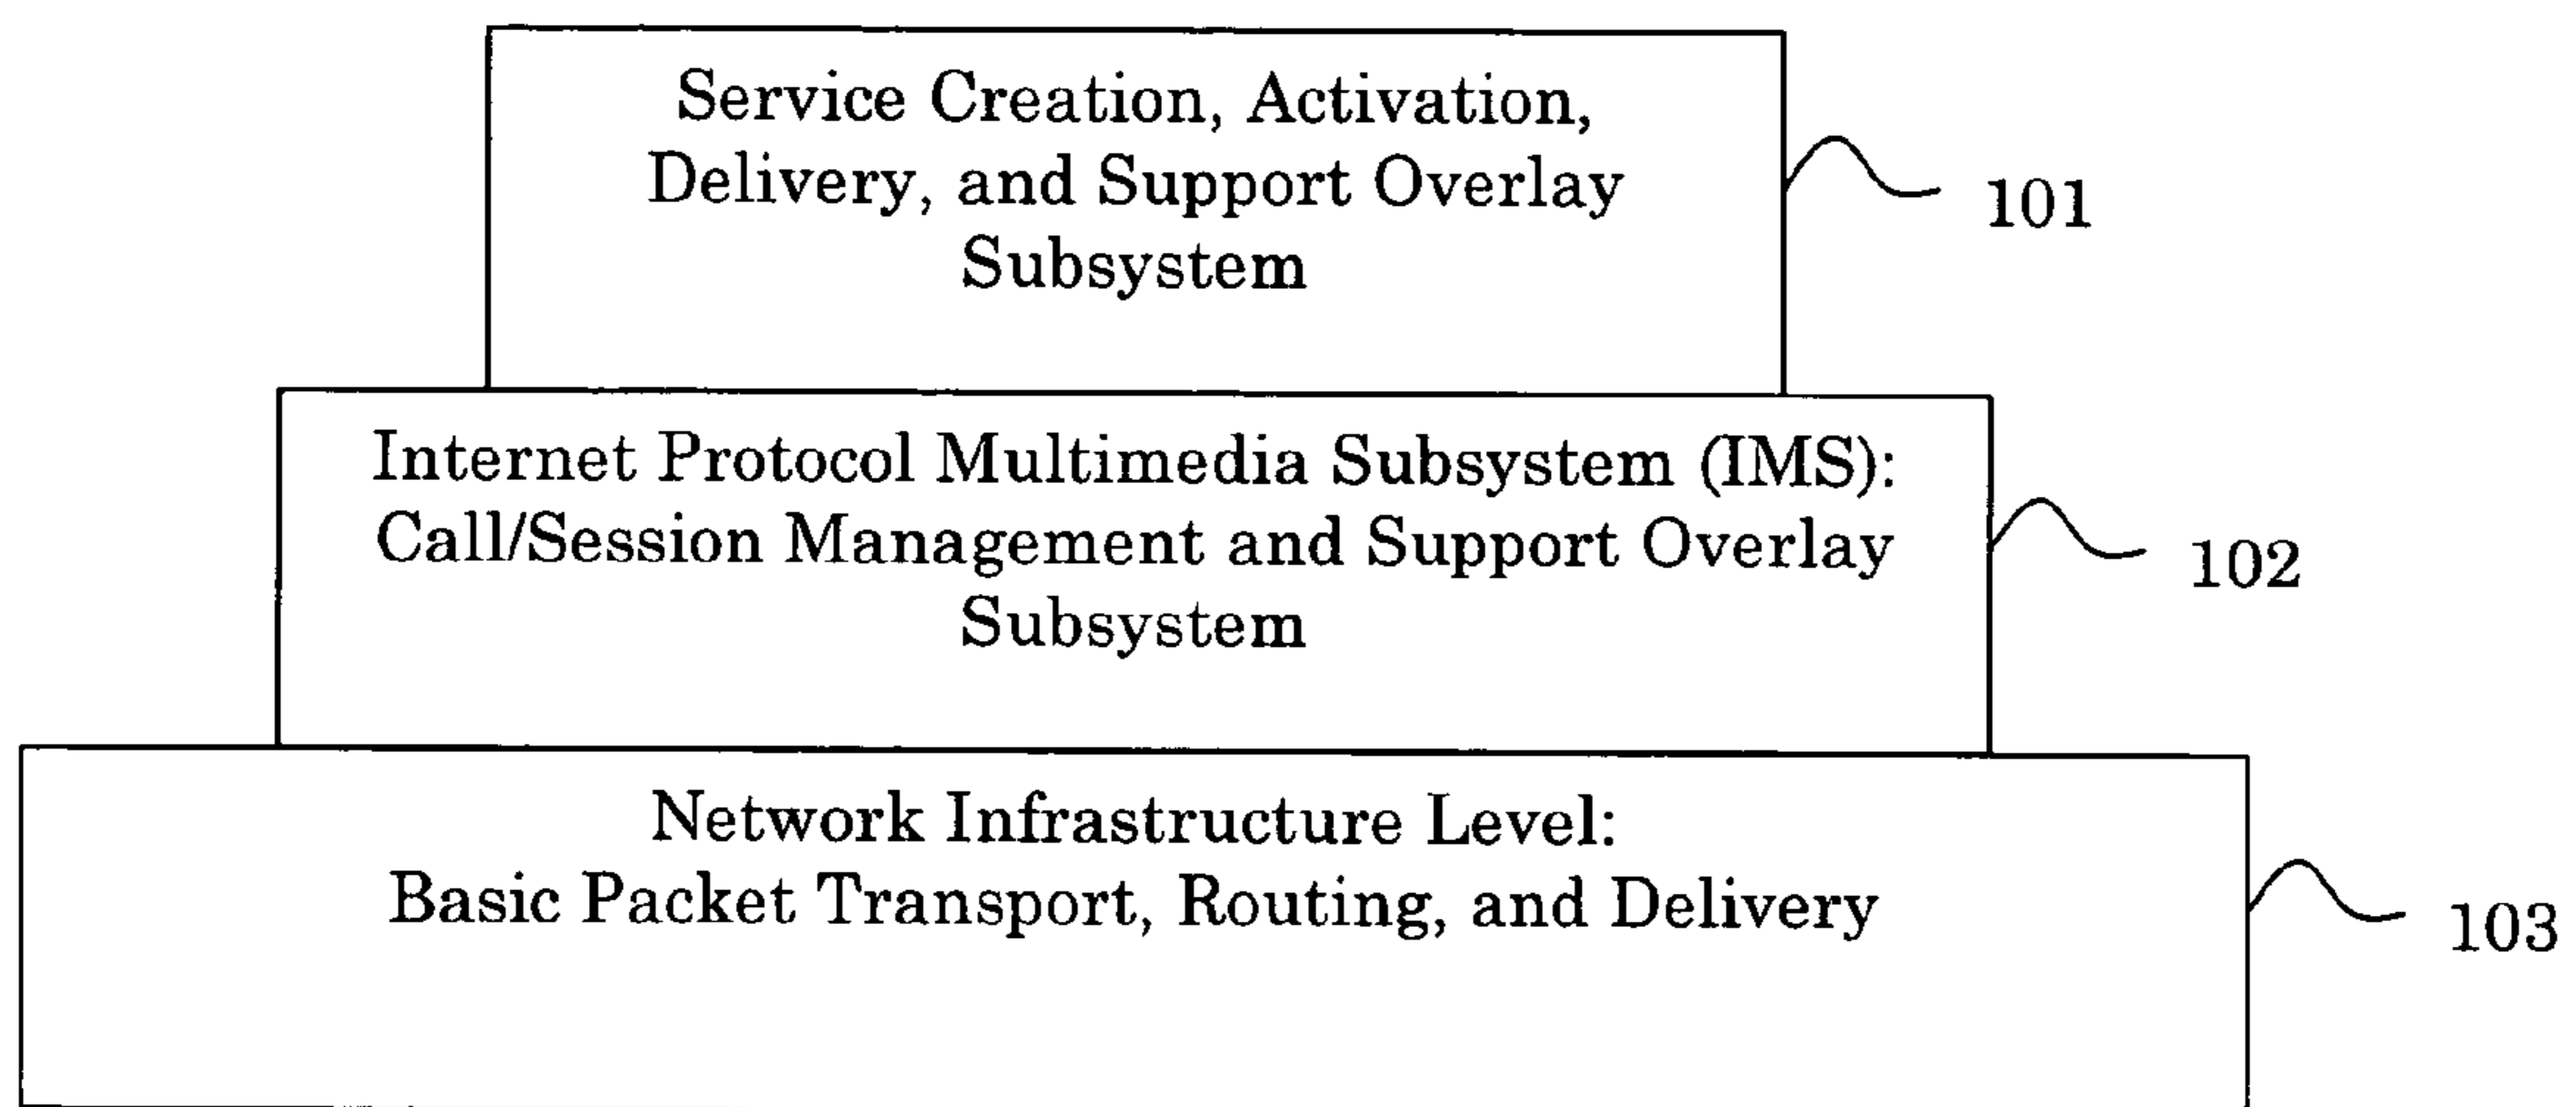 Service Creation, Activation,
Delivery, and Support Overlay
Subsystem
101
Internet Protocol Multimedia Subsystem (IMS):
Call/Session Management and Support Overlay
Subsystem
102
Network Infrastructure Level:
Basic Packet Transport, Routing, and Delivery
103